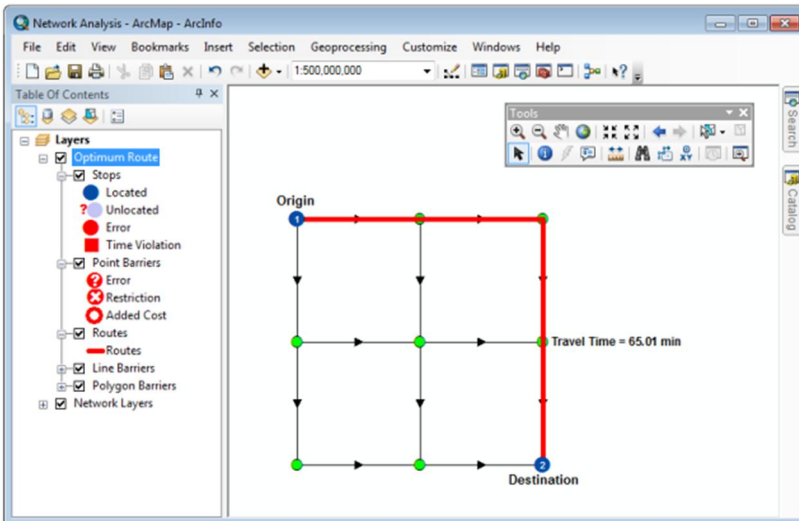 Network Analysis - ArcMap - ArcInfo
File Edit View Bookmarks Insert Selection Geoprocessing Customize Windows Help
1:500,000,000
Table Of Contents
Layers
Optimum Route
Stops
Located
? Unlocated
Error
Time Violation
Point Barriers
? Error
Restriction
Added Cost
Routes
Routes
Line Barriers
Polygon Barriers
Network Layers
Tools
XY
Search
Catalog
Origin
1
Travel Time = 65.01 min
2
Destination